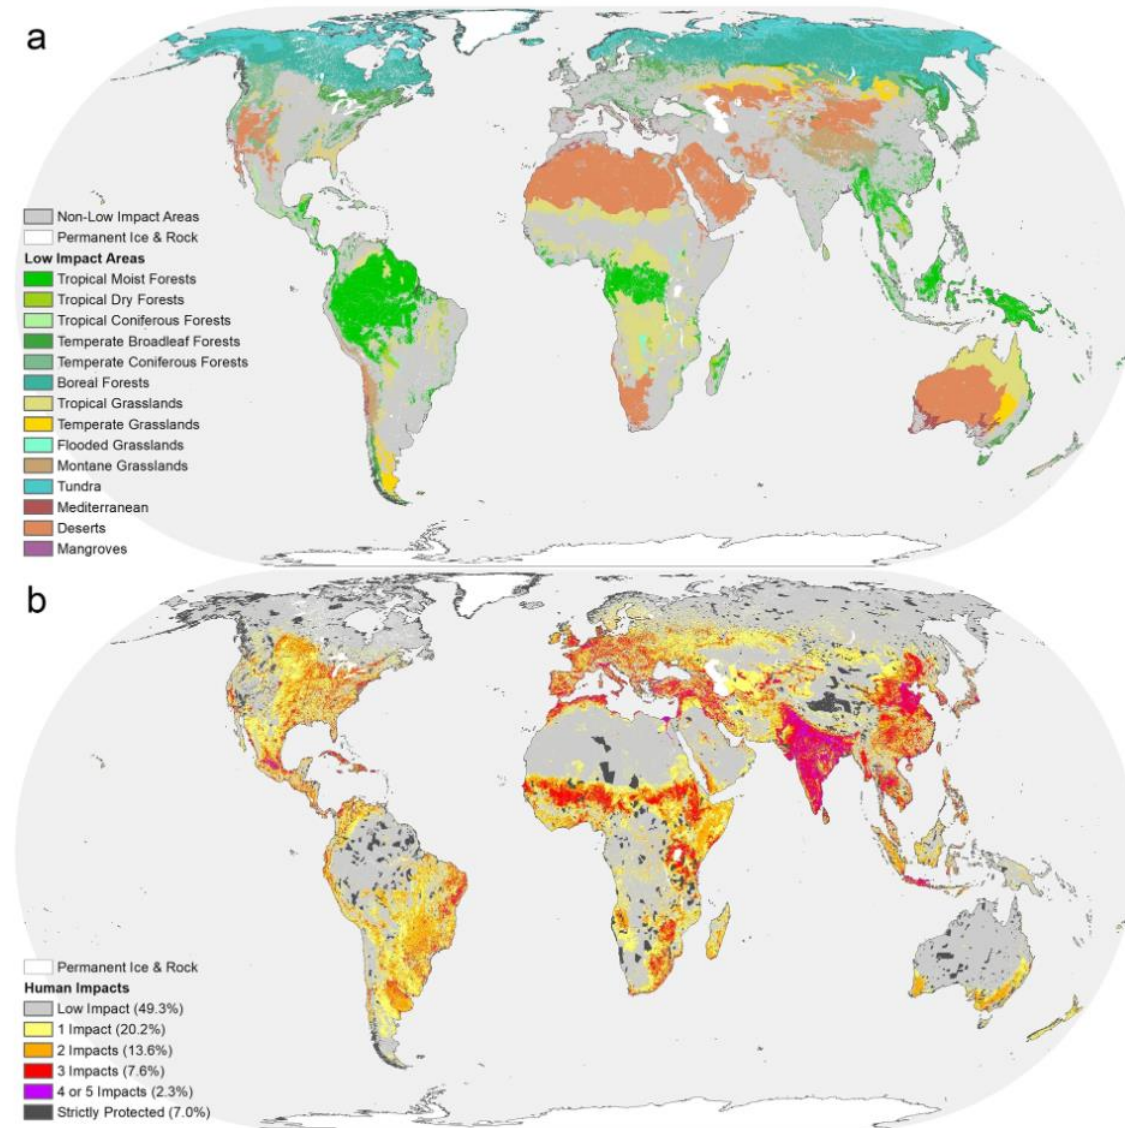 a
Non-Low Impact Areas
Permanent Ice & Rock
Low Impact Areas
Tropical Moist Forests
Tropical Dry Forests
Tropical Coniferous Forests
Temperate Broadleaf Forests
Temperate Coniferous Forests
Boreal Forests
Tropical Grasslands
Temperate Grasslands
Flooded Grasslands
Montane Grasslands
Tundra
Mediterranean
Deserts
Mangroves
b
Permanent Ice & Rock
Human Impacts
Low Impact (49.3%)
1 Impact (20.2%)
2 Impacts (13.6%)
3 Impacts (7.6%)
4 or 5 Impacts (2.3%)
Strictly Protected (7.0%)